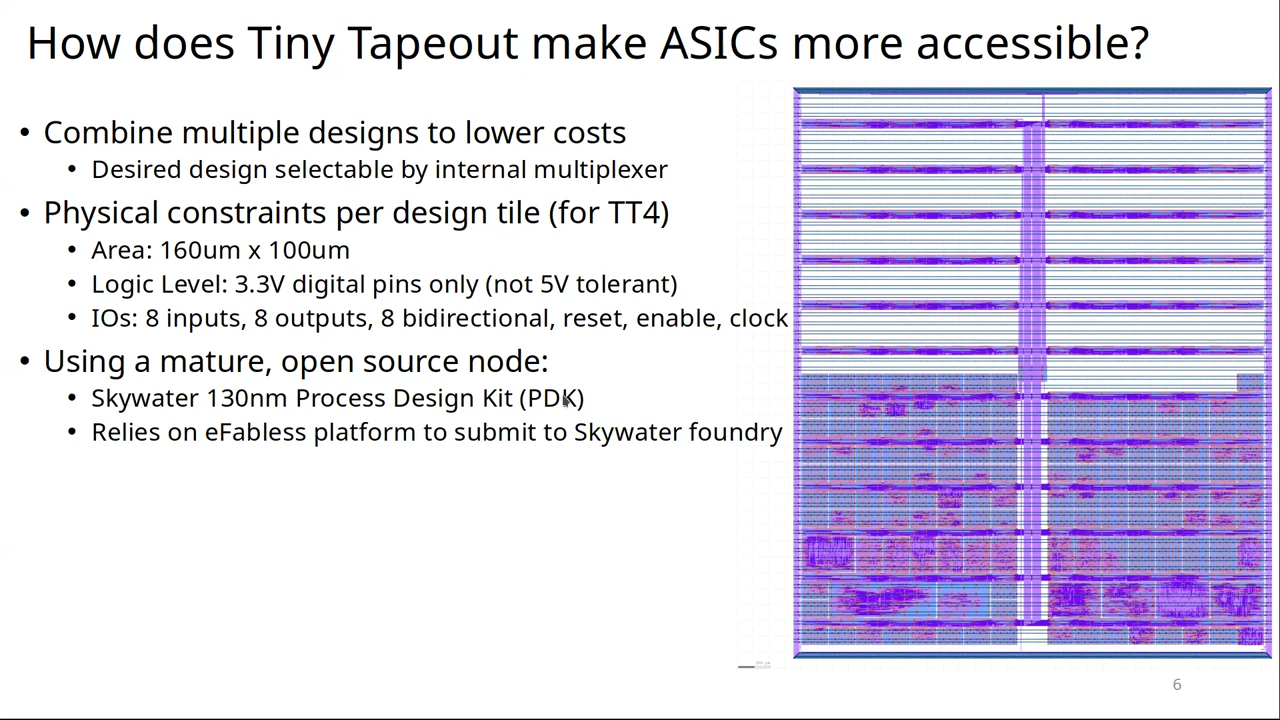 How does Tiny Tapeout make ASICs more accessible?
• Combine multiple designs to lower costs
• Desired design selectable by internal multiplexer
• Physical constraints per design tile (for TT4)
• Area: 160um x 100um
• Logic Level: 3.3V digital pins only (not 5V tolerant)
• IOs: 8 inputs, 8 outputs, 8 bidirectional, reset, enable, clock
• Using a mature, open source node:
• Skywater 130nm Process Design Kit (PDK)
• Relies on eFabless platform to submit to Skywater foundry
6